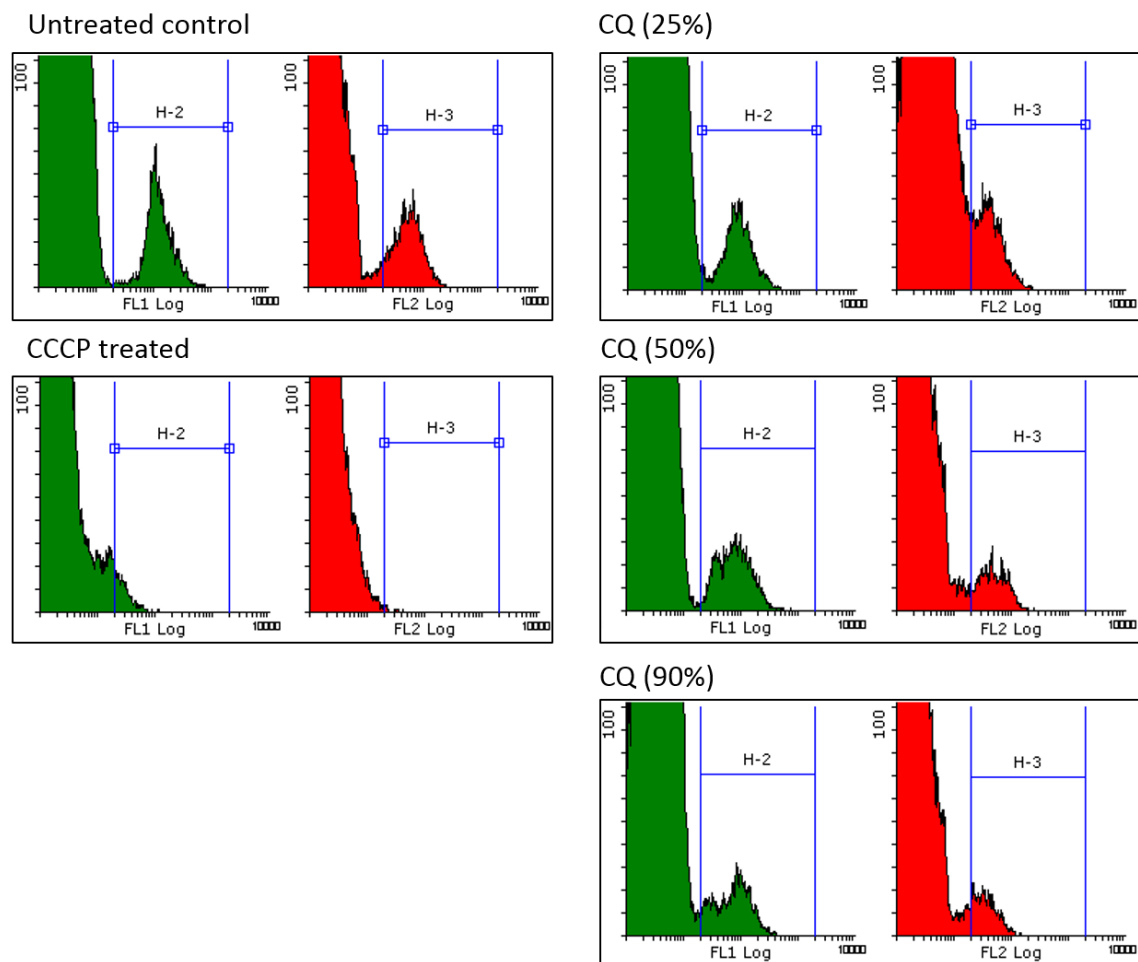 Untreated control
100
H-2
FL1 Log
10000
100
H-3
FL2 Log
10000
CQ (25%)
100
H-2
FL1 Log
10000
100
H-3
FL2 Log
10000
CCCP treated
100
H-2
FL1 Log
10000
100
H-3
FL2 Log
10000
CQ (50%)
100
H-2
FL1 Log
10000
100
H-3
FL2 Log
10000
CQ (90%)
100
H-2
FL1 Log
10000
100
H-3
FL2 Log
10000